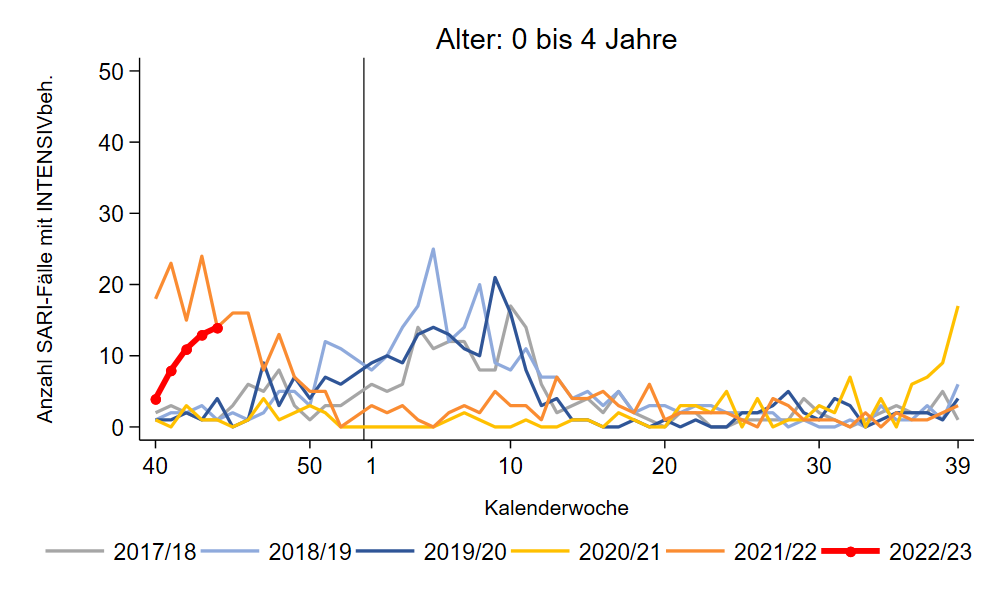 Alter: 0 bis 4 Jahre
Anzahl SARI-Fälle mit INTENSIVbeh.
50
40
30
20
10
0
40 50 1 10 20 30 39
Kalenderwoche
2017/18 2018/19 2019/20 2020/21 2021/22 2022/23